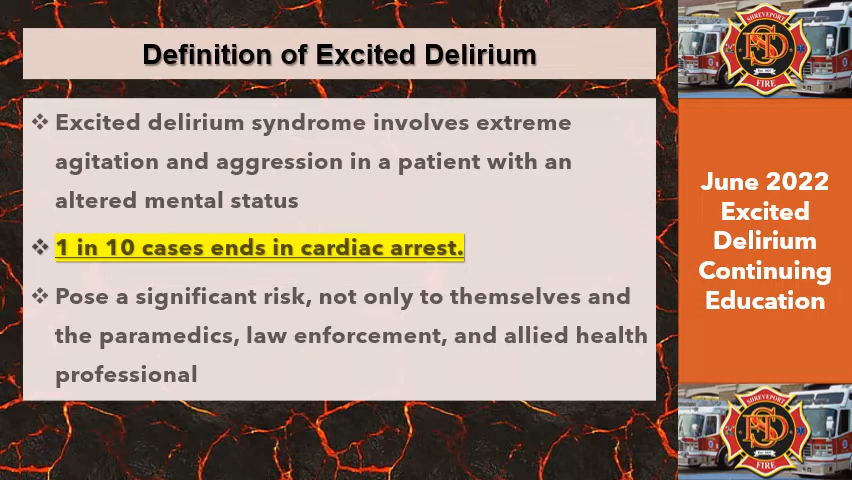 Definition of Excited Delirium
❖ Excited delirium syndrome involves extreme
agitation and aggression in a patient with an
altered mental status
❖ 1 in 10 cases ends in cardiac arrest.
❖ Pose a significant risk, not only to themselves and
the paramedics, law enforcement, and allied health
professional
SHREVEPORT
FIRE
June 2022
Excited
Delirium
Continuing
Education
SHREVEPORT
FIRE